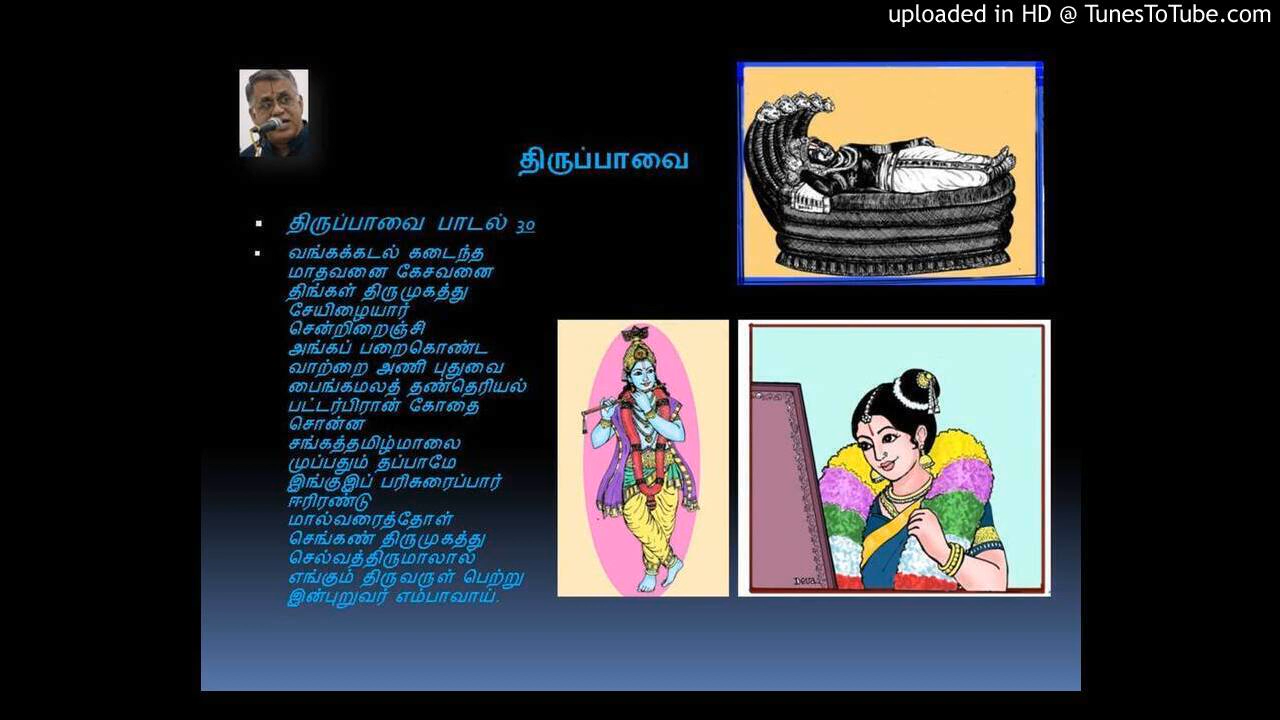 uploaded in HD @ TunesToTube.com
திருப்பாவை
திருப்பாவை பாடல் 30
வங்கக்கடல் கடைந்த
மாதவனை கேசவனை
திங்கள் திருமுகத்து
சேயிழையார்
சென்றிறைஞ்சி
அங்கப் பறைகொண்ட
வாற்றை அணி புதுவை
பைங்கமலத் தண்தெரியல்
பட்டர்பிரான் கோதை
சொன்ன
சங்கத்தமிழ்மாலை
முப்பதும் தப்பாமே
இங்குஇப் பரிசுரைப்பார்
ஈரிரண்டு
மால்வரைத்தோள்
செங்கண் திருமுகத்து
செல்வத்திருமாலால்
எங்கும் திருவருள் பெற்று
இன்புறுவர் எம்பாவாய்.
Deva